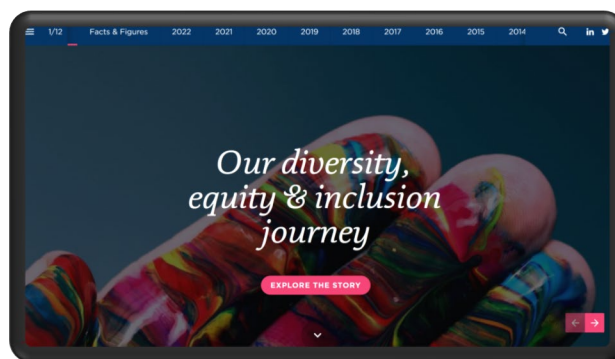 1/12 Facts & Figures 2022 2021 2020 2019 2018 2017 2016 2015 2014 in
Our diversity,
equity & inclusion
journey
EXPLORE THE STORY